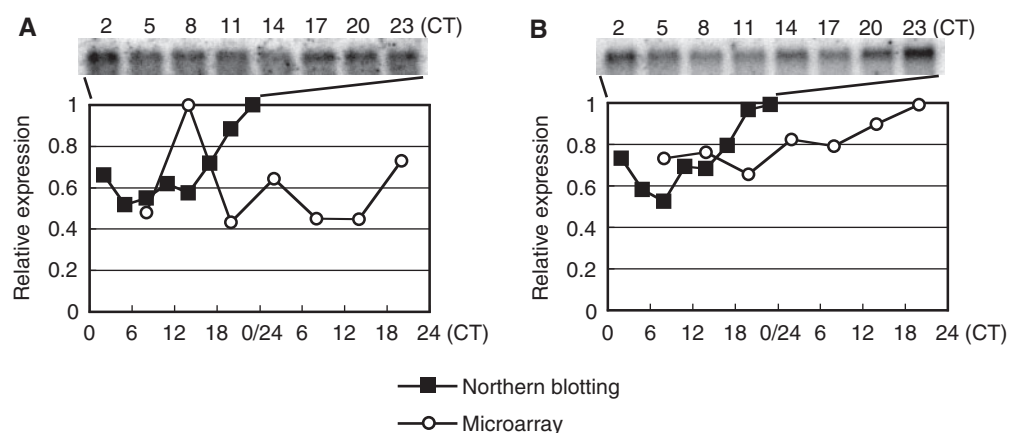 A 2 5 8 11 14 17 20 23 (CT)
1
0.8
0.6
0.4
0.2
0
Relative expression
0 6 12 18 0/24 6 12 18 24 (CT)
B 2 5 8 11 14 17 20 23 (CT)
1
0.8
0.6
0.4
0.2
0
Relative expression
0 6 12 18 0/24 6 12 18 24 (CT)
Northern blotting
Microarray